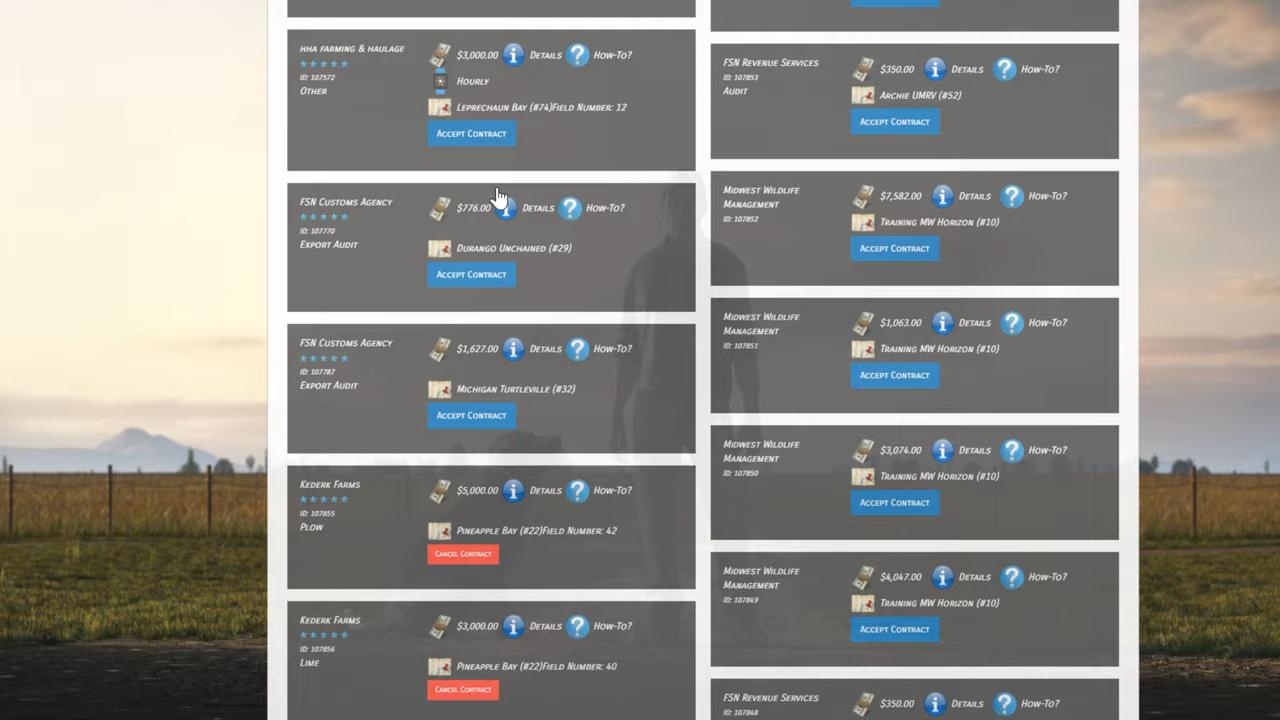 HHA Farming & Haulage
ID: 107572
Other
$3,000.00 Details How-To?
Hourly
Leprechaun Bay (#74)Field Number: 12
Accept Contract
FSN Customs Agency
ID: 107770
Export Audit
$776.00 Details How-To?
Durango Unchained (#29)
Accept Contract
FSN Customs Agency
ID: 107787
Export Audit
$1,627.00 Details How-To?
Michigan Turtleville (#32)
Accept Contract
Kederk Farms
ID: 107855
Plow
$5,000.00 Details How-To?
Pineapple Bay (#22)Field Number: 42
Cancel Contract
Kederk Farms
ID: 107856
Lime
$3,000.00 Details How-To?
Pineapple Bay (#22)Field Number: 40
Cancel Contract
FSN Revenue Services
ID: 107853
Audit
$350.00 Details How-To?
Archie UMRV (#52)
Accept Contract
Midwest Wildlife
Management
ID: 107852
$7,582.00 Details How-To?
Training MW Horizon (#10)
Accept Contract
Midwest Wildlife
Management
ID: 107851
$1,063.00 Details How-To?
Training MW Horizon (#10)
Accept Contract
Midwest Wildlife
Management
ID: 107850
$3,074.00 Details How-To?
Training MW Horizon (#10)
Accept Contract
Midwest Wildlife
Management
ID: 107849
$4,047.00 Details How-To?
Training MW Horizon (#10)
Accept Contract
FSN Revenue Services
ID: 107848
$350.00 Details How-To?